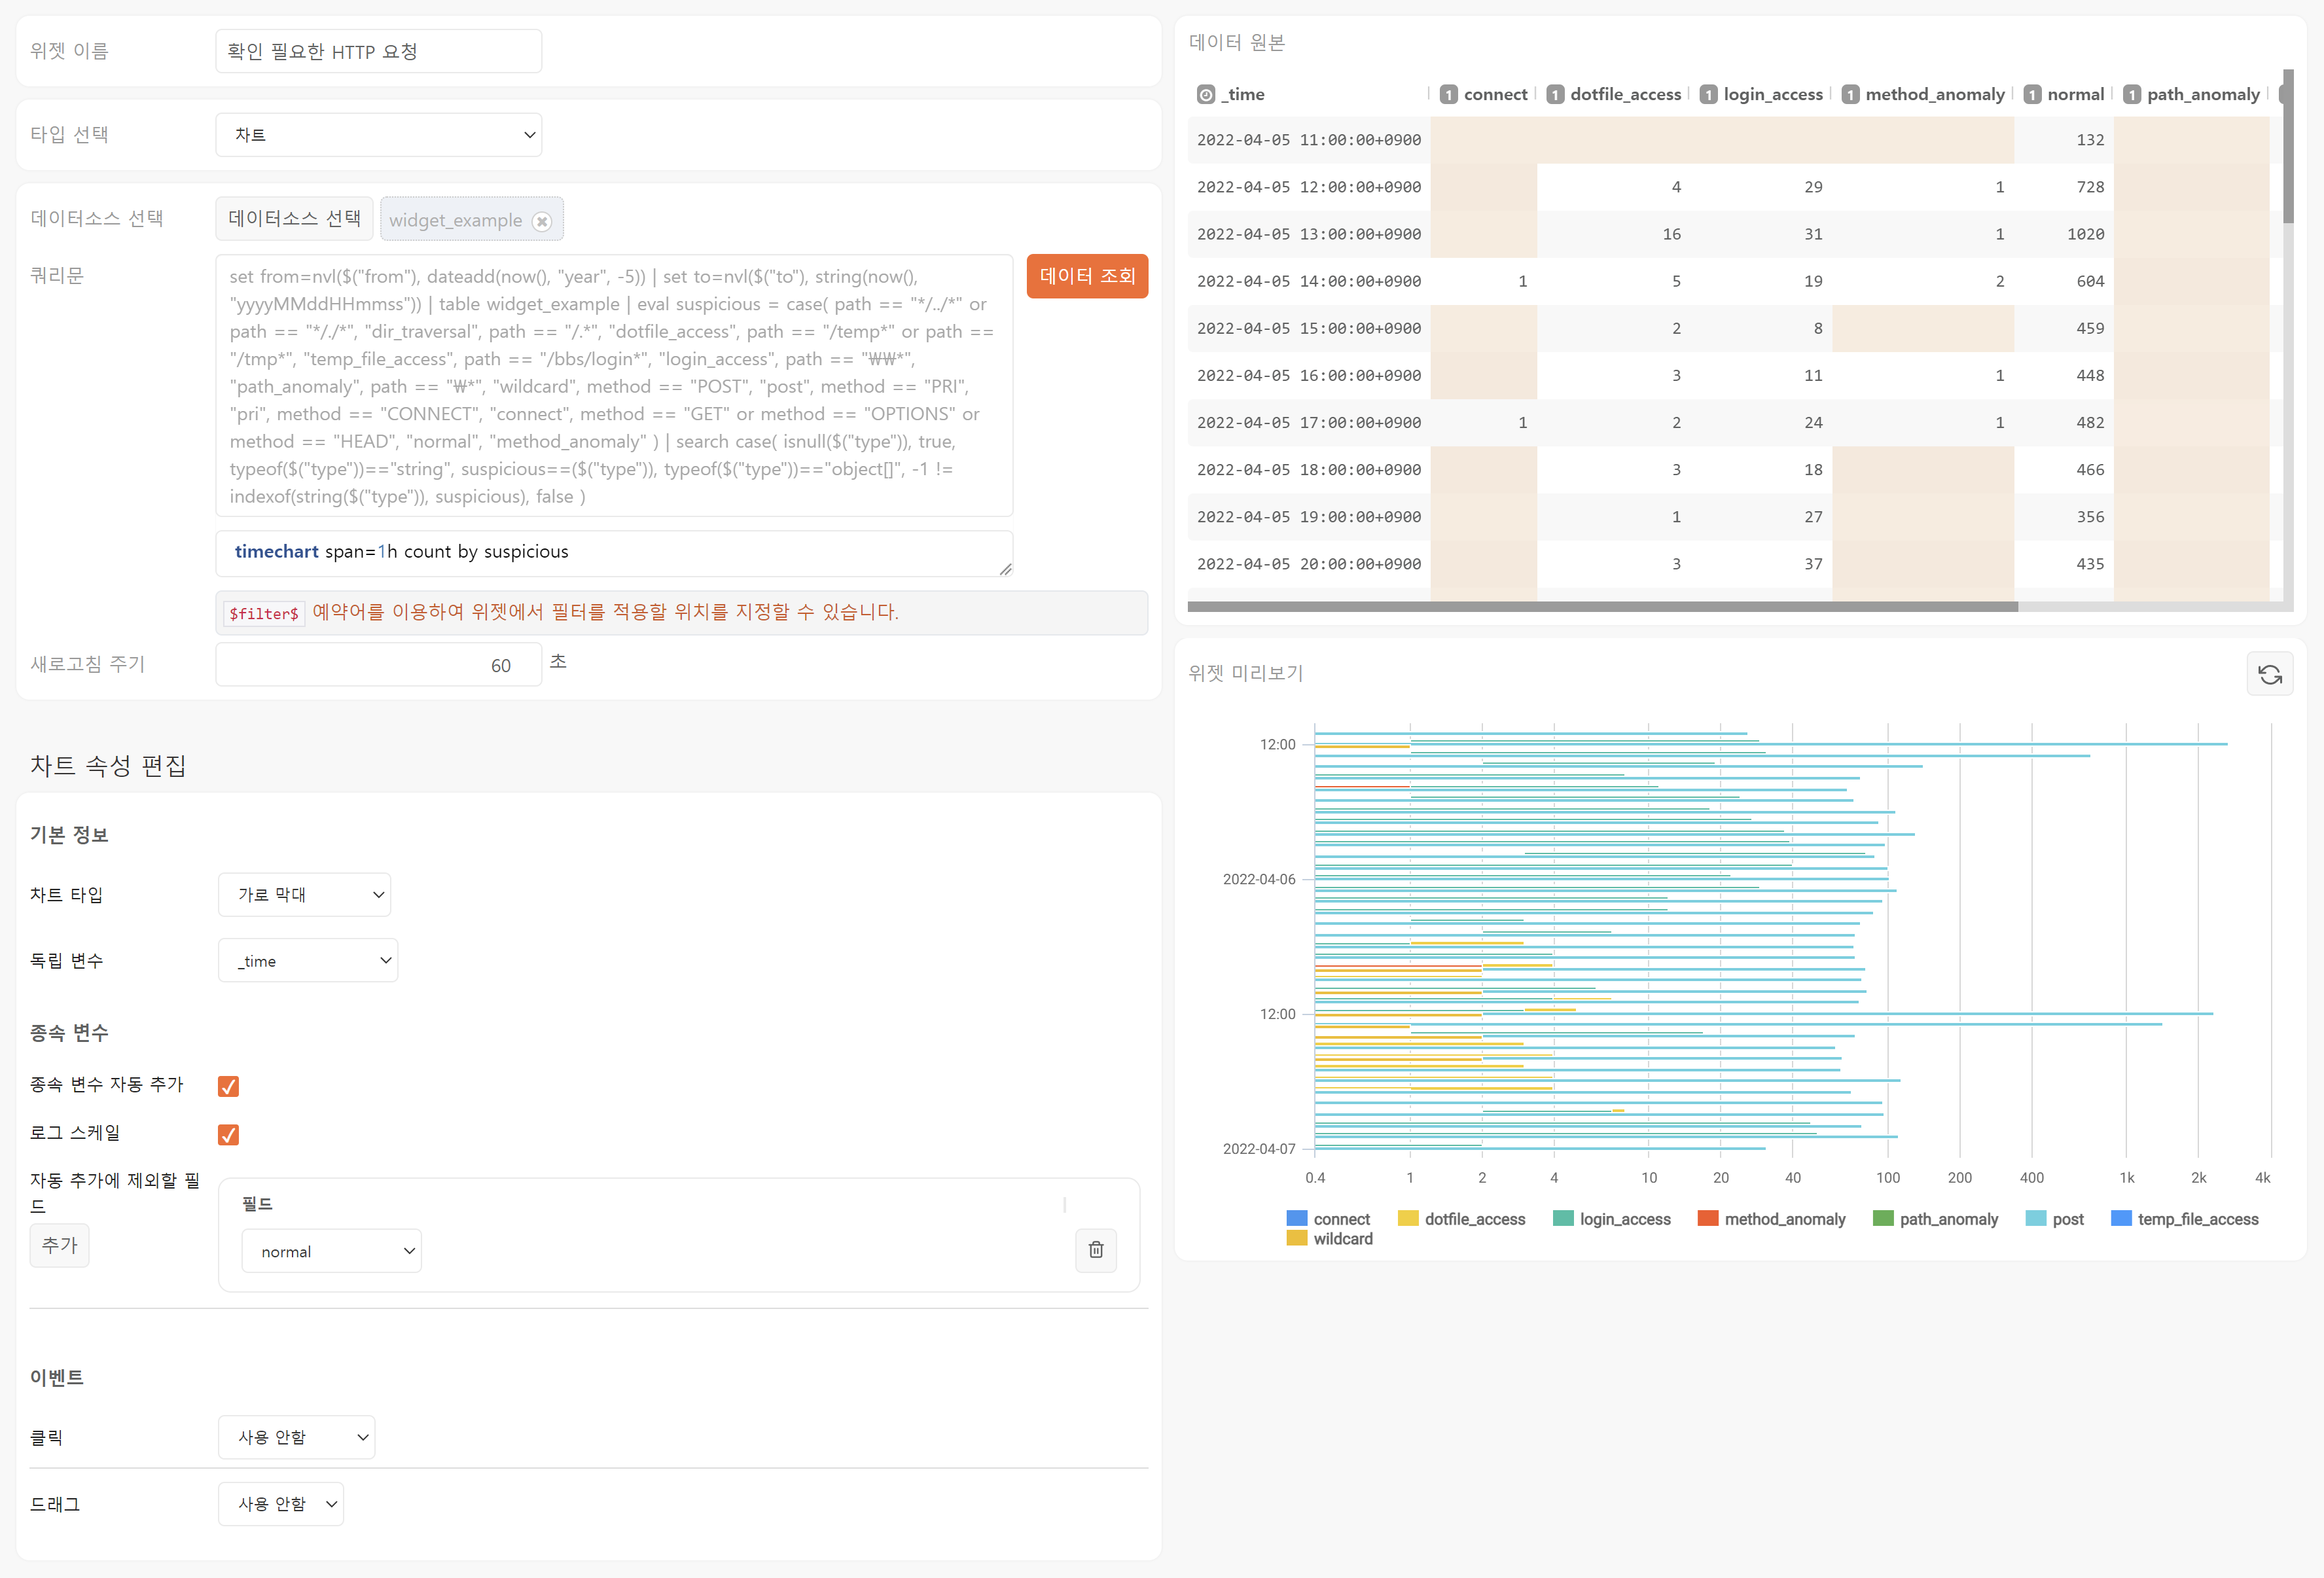 위젯 이름
확인 필요한 HTTP 요청
타입 선택
차트
데이터소스 선택
데이터소스 선택
widget_example
쿼리문
set from=nvl($("from"), dateadd(now(), "year", -5)) | set to=nvl($("to"), string(now(),
"yyyyMMddHHmmss")) | table widget_example | eval suspicious = case( path == "*/../*" or
path == "*/./*", "dir_traversal", path == "/.*", "dotfile_access", path == "/temp*" or path ==
"/tmp*", "temp_file_access", path == "/bbs/login*", "login_access", path == "₩₩*",
"path_anomaly", path == "₩*", "wildcard", method == "POST", "post", method == "PRI",
"pri", method == "CONNECT", "connect", method == "GET" or method == "OPTIONS" or
method == "HEAD", "normal", "method_anomaly" ) | search case( isnull($("type")), true,
typeof($("type"))=="string", suspicious==($("type")), typeof($("type"))=="object[]", -1 !=
indexof(string($("type")), suspicious), false )
데이터 조회
timechart span=1h count by suspicious
$filter$ 예약어를 이용하여 위젯에서 필터를 적용할 위치를 지정할 수 있습니다.
새로고침 주기
60
초
차트 속성 편집
기본 정보
차트 타입
가로 막대
독립 변수
_time
종속 변수
종속 변수 자동 추가
로그 스케일
자동 추가에 제외할 필
드
추가
필드
normal
이벤트
클릭
사용 안함
드래그
사용 안함
데이터 원본
_time 1 connect 1 dotfile_access 1 login_access 1 method_anomaly 1 normal 1 path_anomaly
2022-04-05 11:00:00+0900 132
2022-04-05 12:00:00+0900 4 29 1 728
2022-04-05 13:00:00+0900 16 31 1 1020
2022-04-05 14:00:00+0900 1 5 19 2 604
2022-04-05 15:00:00+0900 2 8 459
2022-04-05 16:00:00+0900 3 11 1 448
2022-04-05 17:00:00+0900 1 2 24 1 482
2022-04-05 18:00:00+0900 3 18 466
2022-04-05 19:00:00+0900 1 27 356
2022-04-05 20:00:00+0900 3 37 435
위젯 미리보기
12:00
2022-04-06
12:00
2022-04-07
0.4 1 2 4 10 20 40 100 200 400 1k 2k 4k
connect dotfile_access login_access method_anomaly path_anomaly post temp_file_access
wildcard